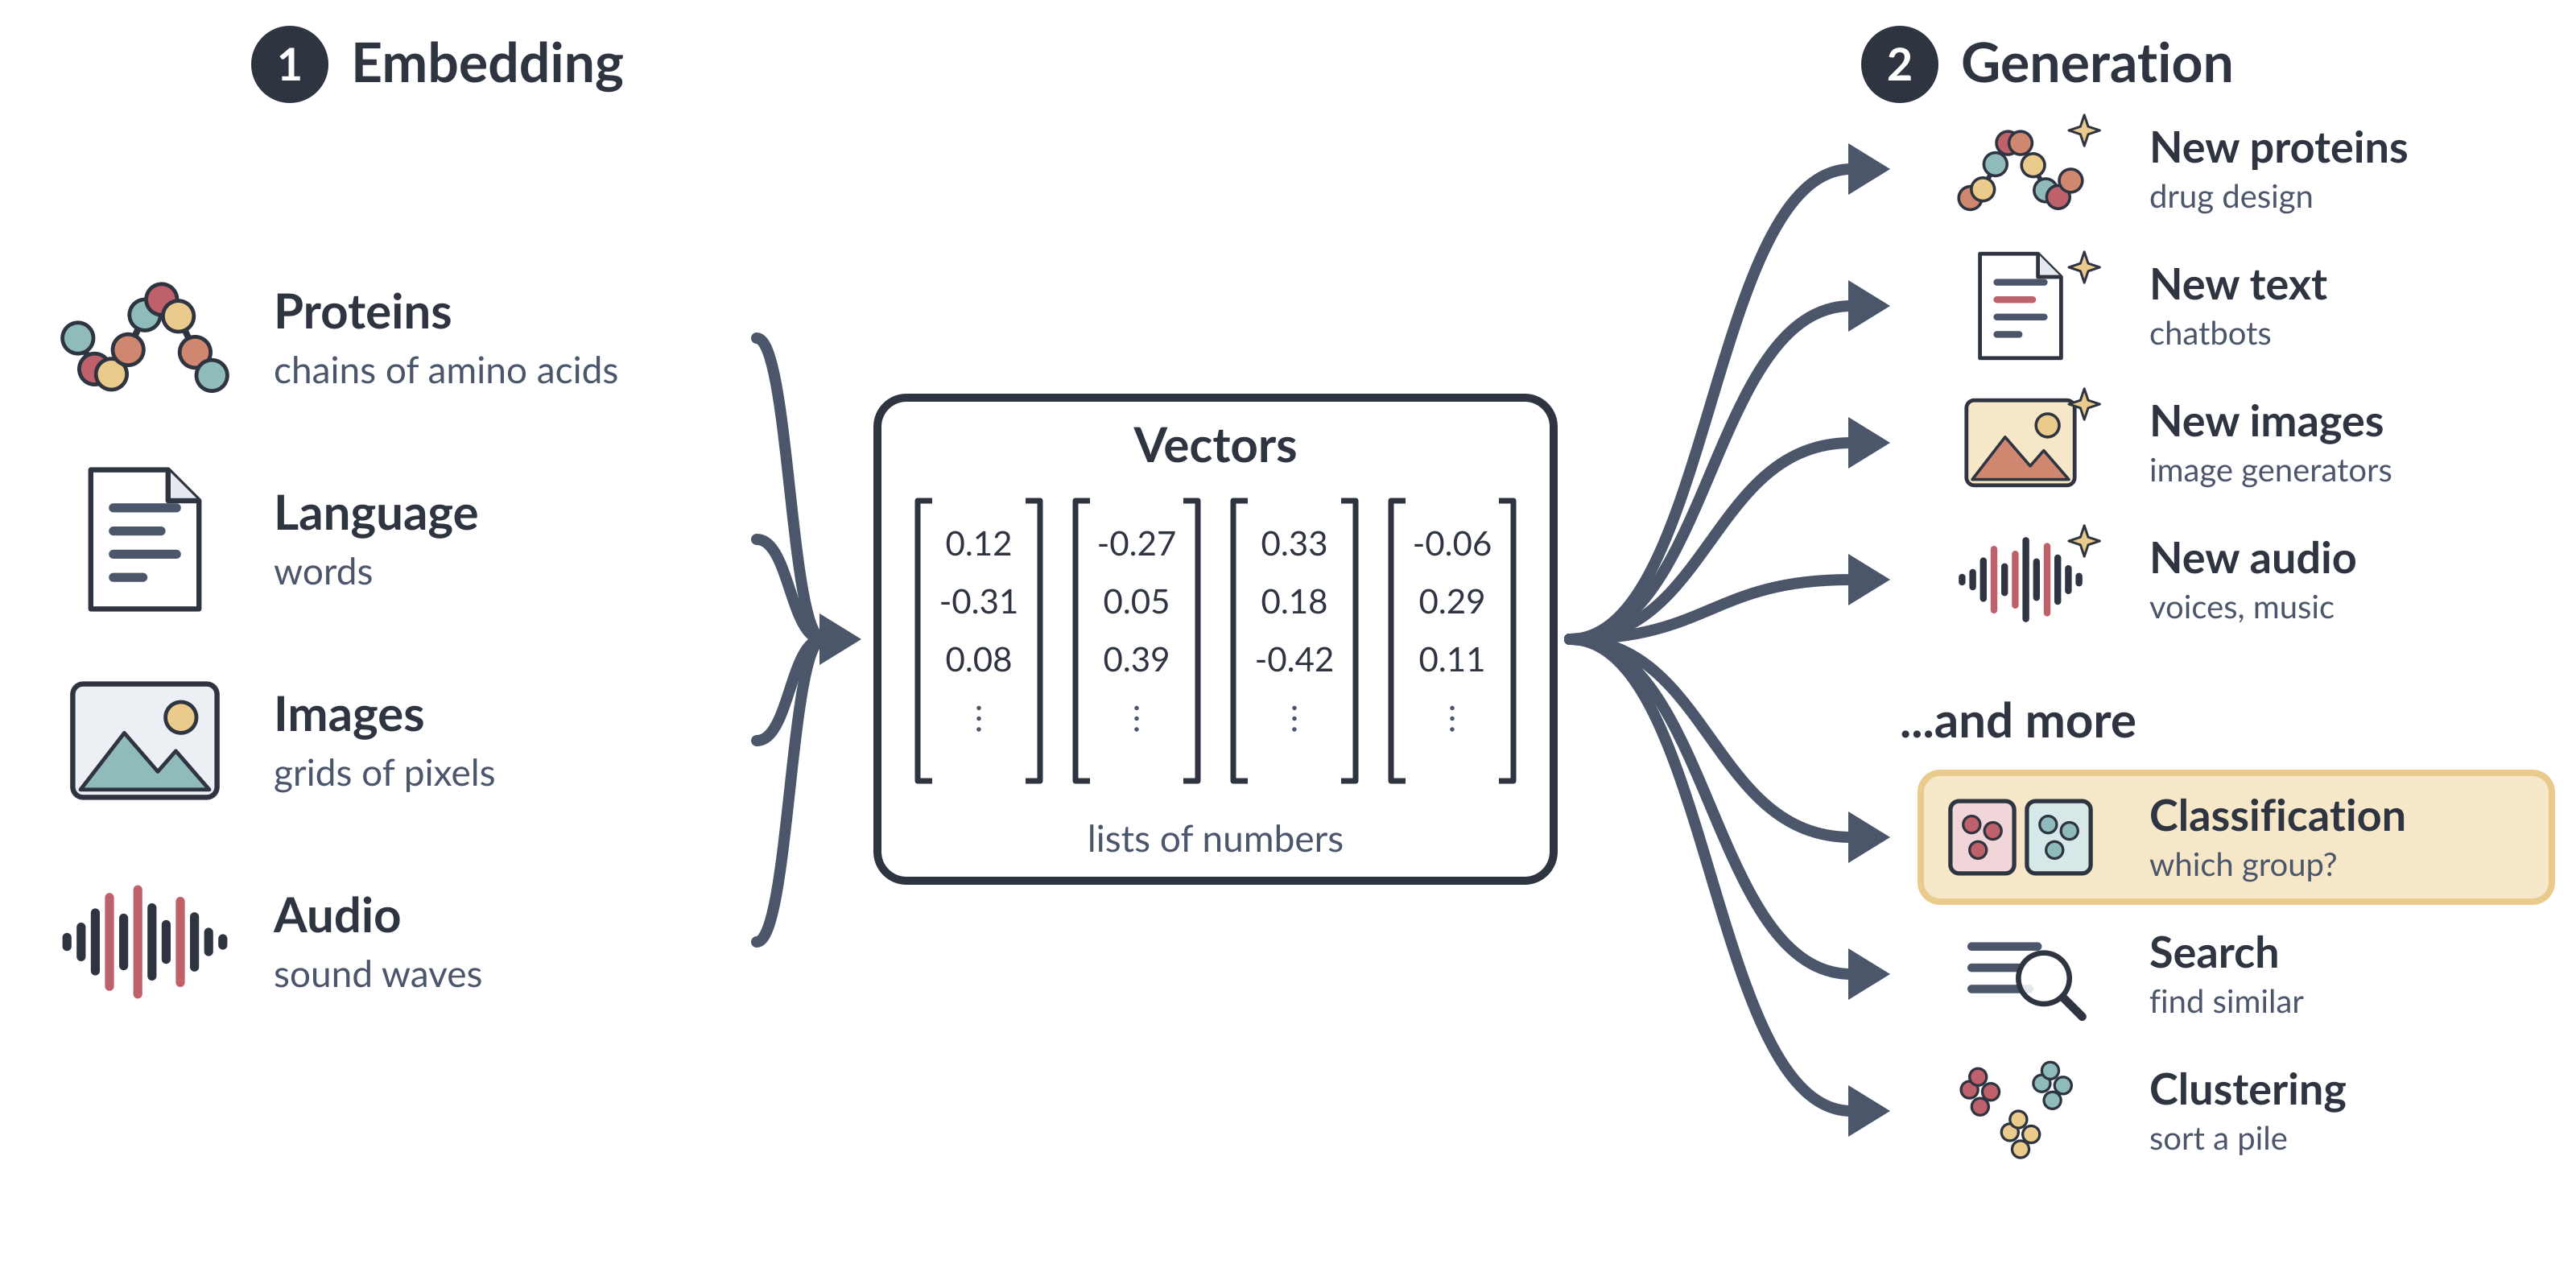 1 Embedding
Proteins
chains of amino acids
Language
words
Images
grids of pixels
Audio
sound waves
Vectors
0.12 -0.27 0.33 -0.06
-0.31 0.05 0.18 0.29
0.08 0.39 -0.42 0.11
⋮ ⋮ ⋮ ⋮
lists of numbers
2 Generation
New proteins
drug design
New text
chatbots
New images
image generators
New audio
voices, music
...and more
Classification
which group?
Search
find similar
Clustering
sort a pile